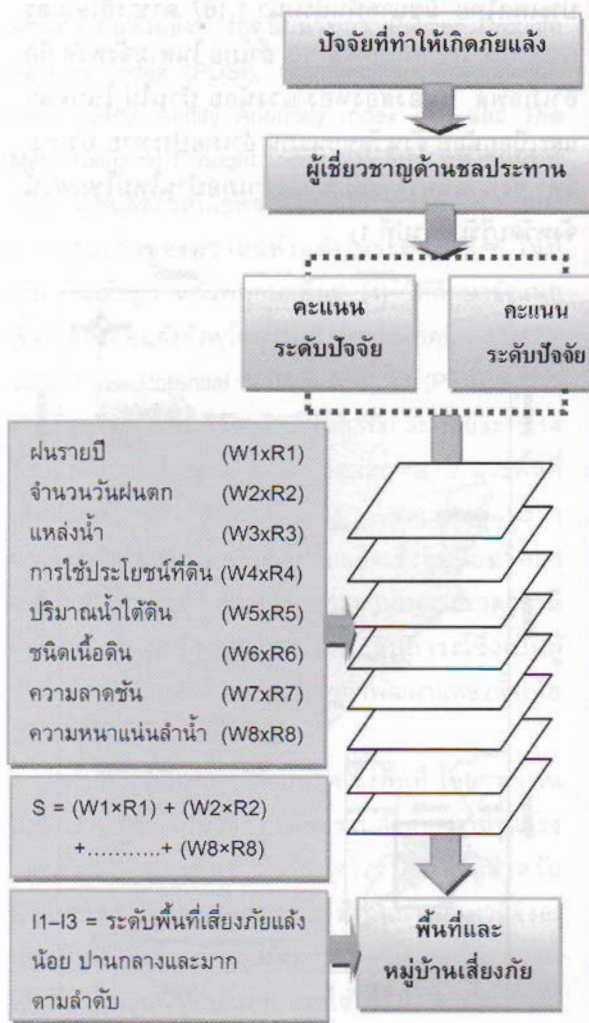 ปัจจัยที่ทำให้เกิดภัยแล้ง
ผู้เชี่ยวชาญด้านชลประทาน
คะแนน
ระดับปัจจัย
คะแนน
ระดับปัจจัย
ฝนรายปี (W1xR1)
จำนวนวันฝนตก (W2xR2)
แหล่งน้ำ (W3xR3)
การใช้ประโยชน์ที่ดิน (W4xR4)
ปริมาณน้ำใต้ดิน (W5xR5)
ชนิดเนื้อดิน (W6xR6)
ความลาดชัน (W7xR7)
ความหนาแน่นลำน้ำ (W8xR8)
S = (W1×R1) + (W2×R2)
+...........+ (W8×R8)
I1–I3 = ระดับพื้นที่เสี่ยงภัยแล้ง
น้อย ปานกลางและมาก
ตามลำดับ
พื้นที่และ
หมู่บ้านเสี่ยงภัย